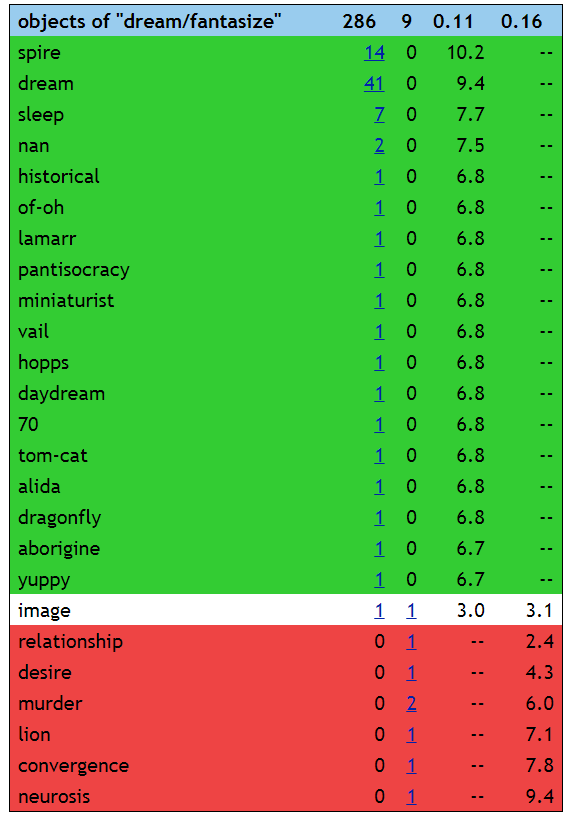 objects of "dream/fantasize" 286 9 0.11 0.16
spire 14 0 10.2 --
dream 41 0 9.4 --
sleep 7 0 7.7 --
nan 2 0 7.5 --
historical 1 0 6.8 --
of-oh 1 0 6.8 --
lamarr 1 0 6.8 --
pantisocracy 1 0 6.8 --
miniaturist 1 0 6.8 --
vail 1 0 6.8 --
hopps 1 0 6.8 --
daydream 1 0 6.8 --
70 1 0 6.8 --
tom-cat 1 0 6.8 --
alida 1 0 6.8 --
dragonfly 1 0 6.8 --
aborigine 1 0 6.7 --
yuppy 1 0 6.7 --
image 1 1 3.0 3.1
relationship 0 1 -- 2.4
desire 0 1 -- 4.3
murder 0 2 -- 6.0
lion 0 1 -- 7.1
convergence 0 1 -- 7.8
neurosis 0 1 -- 9.4